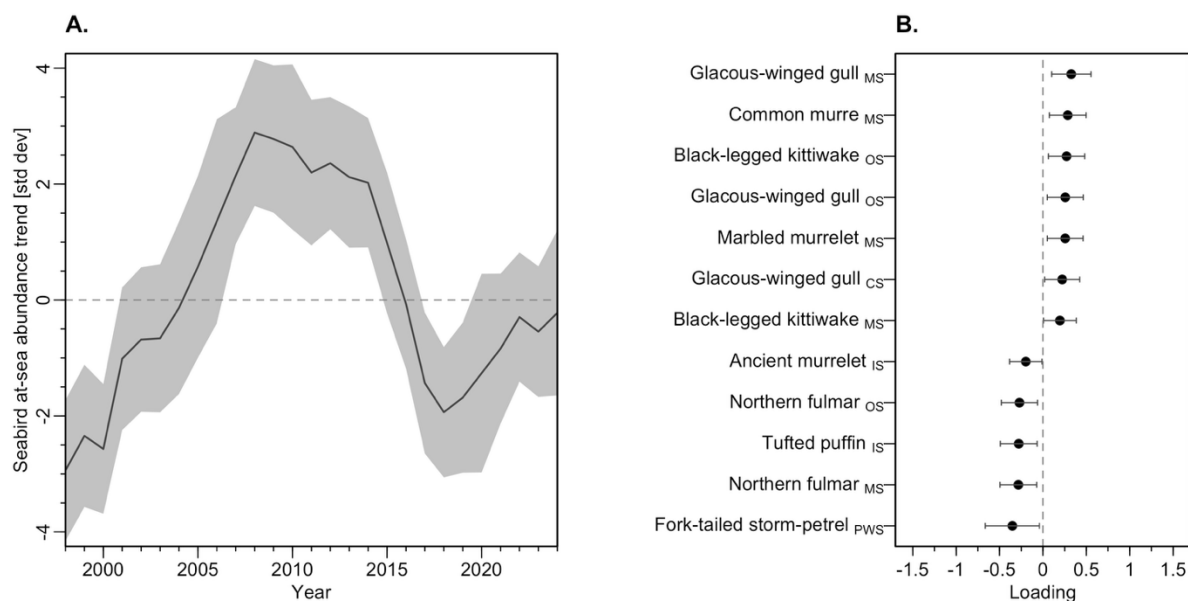 A.
Seabird at-sea abundance trend [std dev]
4
2
0
-2
-4
2000 2005 2010 2015 2020
Year
B.
Glacous-winged gull MS
Common murre MS
Black-legged kittiwake OS
Glacous-winged gull OS
Marbled murrelet MS
Glacous-winged gull CS
Black-legged kittiwake MS
Ancient murrelet IS
Northern fulmar OS
Tufted puffin IS
Northern fulmar MS
Fork-tailed storm-petrel PWS
-1.5 -0.5 0 0.5 1 1.5
Loading